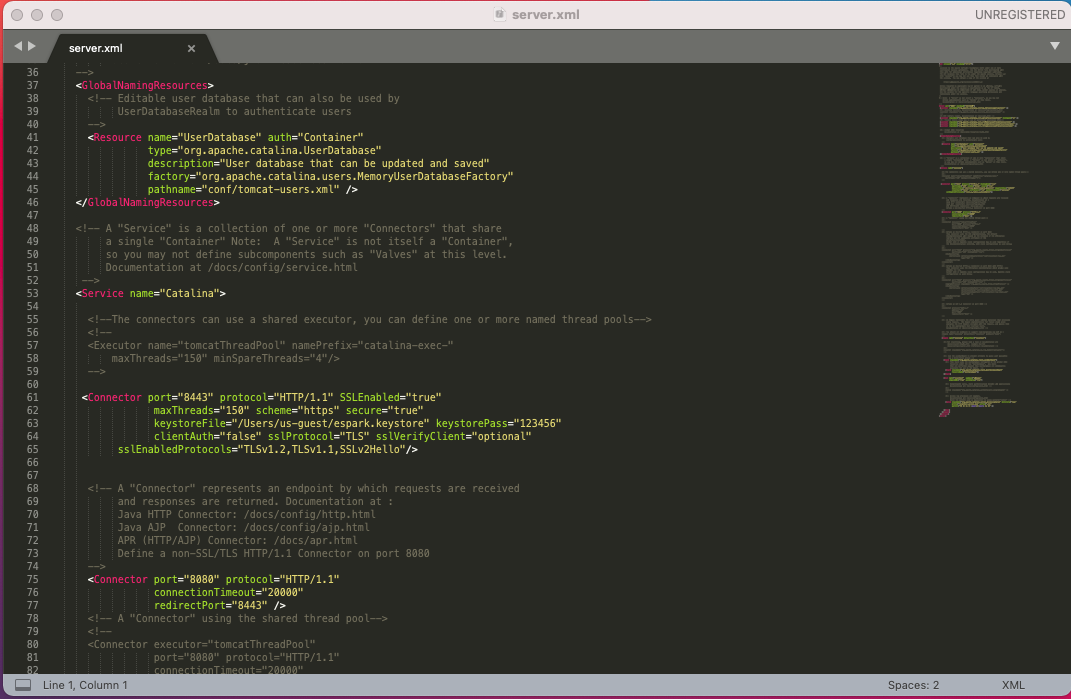 server.xml
UNREGISTERED
server.xml ×
36 -->
37 <GlobalNamingResources>
38 <!-- Editable user database that can also be used by
39 UserDatabaseRealm to authenticate users
40 -->
41 <Resource name="UserDatabase" auth="Container"
42 type="org.apache.catalina.UserDatabase"
43 description="User database that can be updated and saved"
44 factory="org.apache.catalina.users.MemoryUserDatabaseFactory"
45 pathname="conf/tomcat-users.xml" />
46 </GlobalNamingResources>
47
48 <!-- A "Service" is a collection of one or more "Connectors" that share
49 a single "Container" Note:  A "Service" is not itself a "Container",
50 so you may not define subcomponents such as "Valves" at this level.
51 Documentation at /docs/config/service.html
52 -->
53 <Service name="Catalina">
54
55 <!--The connectors can use a shared executor, you can define one or more named thread pools-->
56 <!--
57 <Executor name="tomcatThreadPool" namePrefix="catalina-exec-"
58 maxThreads="150" minSpareThreads="4"/>
59 -->
60
61 <Connector port="8443" protocol="HTTP/1.1" SSLEnabled="true"
62 maxThreads="150" scheme="https" secure="true"
63 keystoreFile="/Users/us-guest/espark.keystore" keystorePass="123456"
64 clientAuth="false" sslProtocol="TLS" sslVerifyClient="optional"
65 sslEnabledProtocols="TLSv1.2,TLSv1.1,SSLv2Hello"/>
66
67
68 <!-- A "Connector" represents an endpoint by which requests are received
69 and responses are returned. Documentation at :
70 Java HTTP Connector: /docs/config/http.html
71 Java AJP  Connector: /docs/config/ajp.html
72 APR (HTTP/AJP) Connector: /docs/apr.html
73 Define a non-SSL/TLS HTTP/1.1 Connector on port 8080
74 -->
75 <Connector port="8080" protocol="HTTP/1.1"
76 connectionTimeout="20000"
77 redirectPort="8443" />
78 <!-- A "Connector" using the shared thread pool-->
79 <!--
80 <Connector executor="tomcatThreadPool"
81 port="8080" protocol="HTTP/1.1"
82 connectionTimeout="20000"
Line 1, Column 1
Spaces: 2
XML